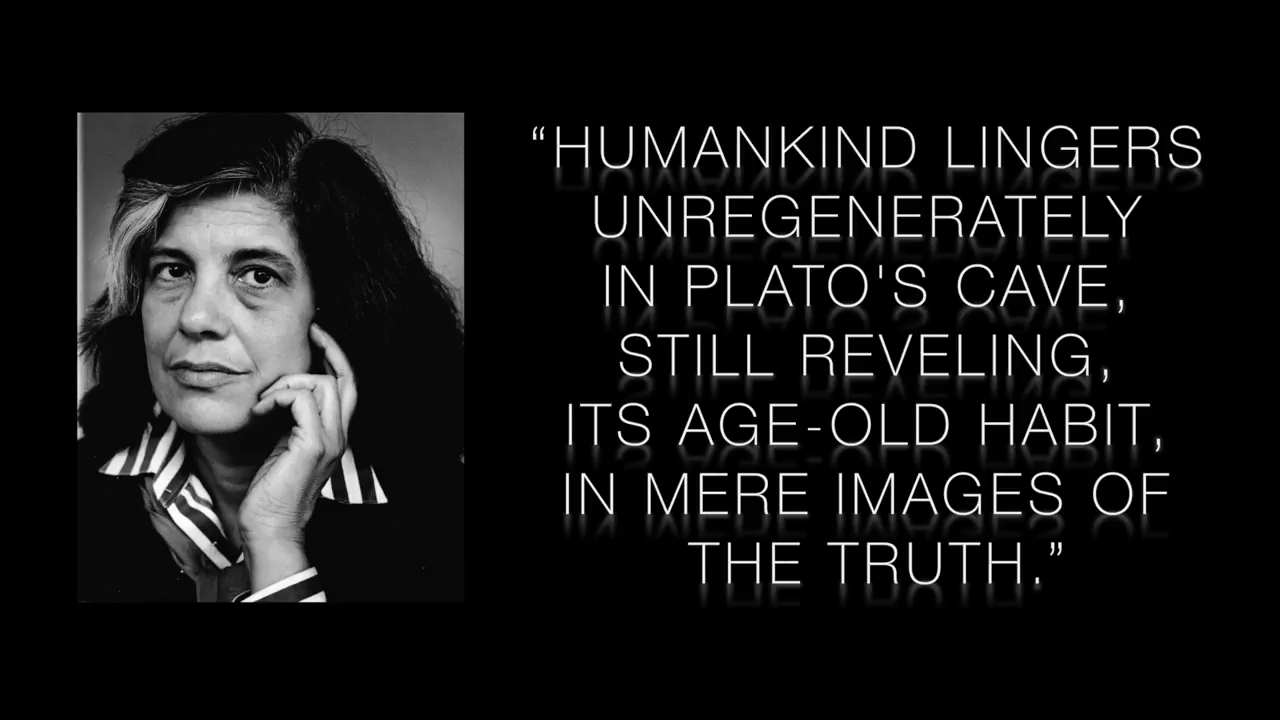 “HUMANKIND LINGERS
UNREGENERATELY
IN PLATO'S CAVE,
STILL REVELING,
ITS AGE-OLD HABIT,
IN MERE IMAGES OF
THE TRUTH.”